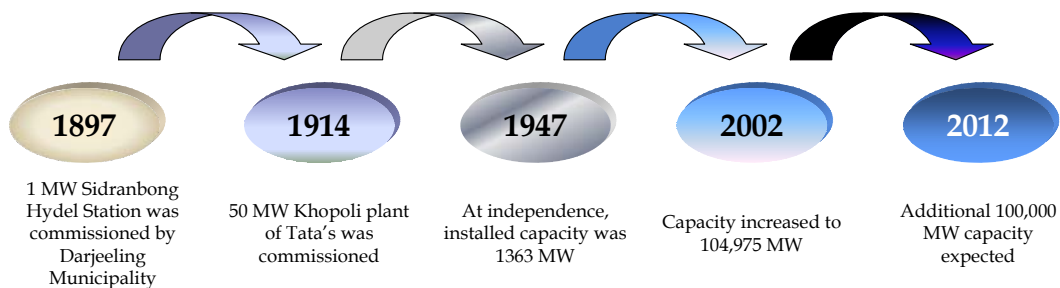 1897
1914
1947
2002
2012
1 MW Sidranbong
Hydel Station was
commissioned by
Darjeeling
Municipality
50 MW Khopoli plant
of Tata's was
commissioned
At independence,
installed capacity was
1363 MW
Capacity increased to
104,975 MW
Additional 100,000
MW capacity
expected